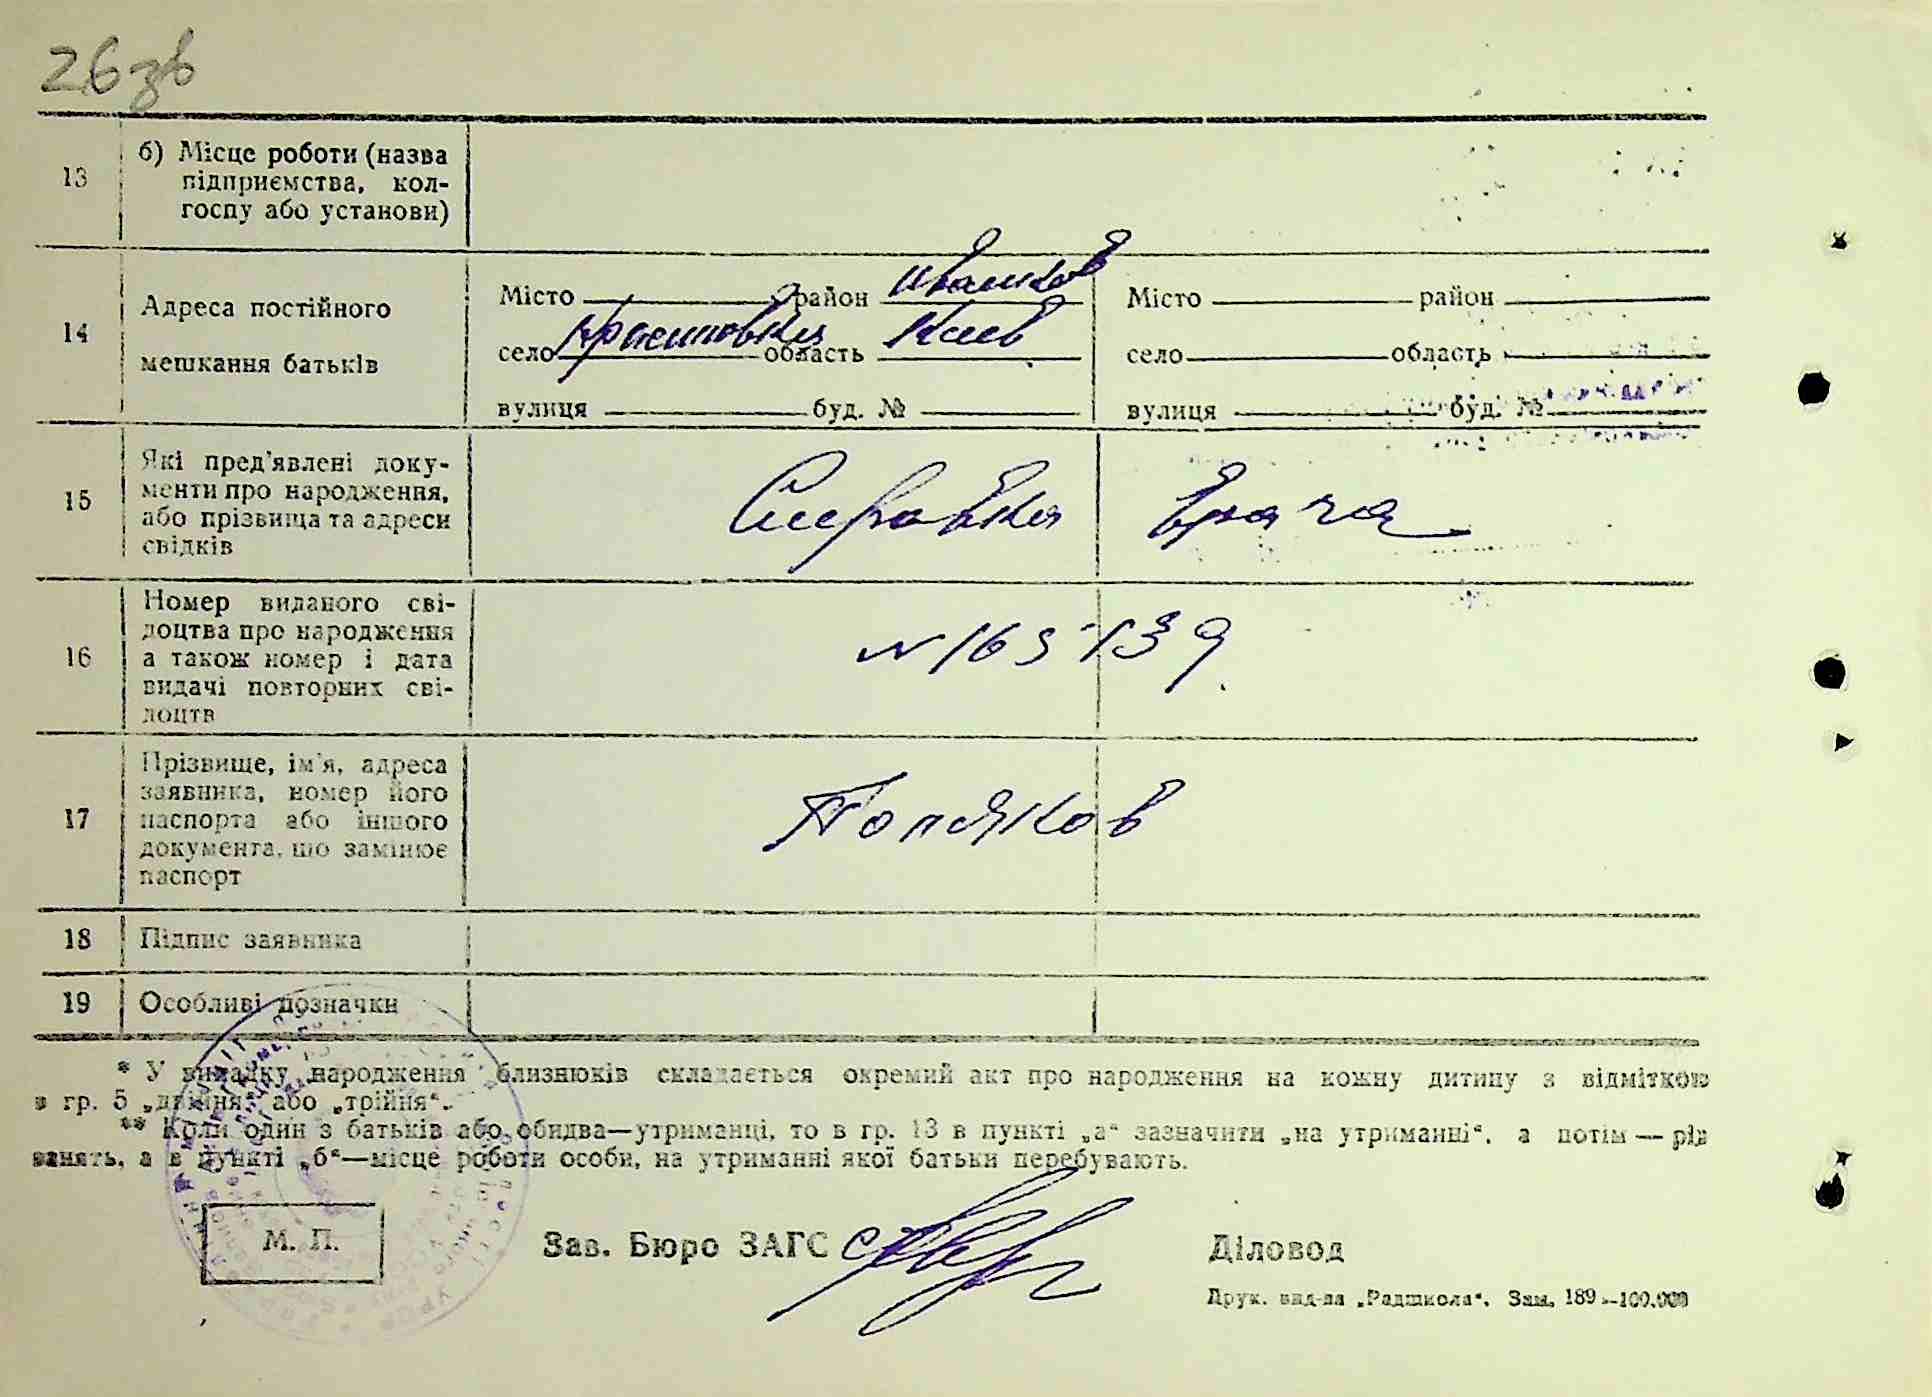 26 зв
13
б) Місце роботи (назва
підприємства, кол-
госпу або установи)
14
Адреса постійного
мешкання батьків
Місто район Іванков
село область Киев
вулиця буд. №
Місто район
село область
вулиця буд. №
15
Які пред'явлені доку-
менти про народження,
або прізвища та адреси
свідків
Справка врача
16
Номер виданого сві-
доцтва про народження
а також номер і дата
видачі повторних сві-
доцтв
N 165139
17
Прізвище, ім'я, адреса
заявника, номер його
паспорта або іншого
документа, що замінює
паспорт
Поляков
18
Підпис заявника
19
Особливі дозначки
* У випадку народження близнюків складається окремий акт про народження на кожну дитину з відміткою
в гр. 5 „двійня" або „трійня".
** Коли один з батьків або обидва—утриманці, то в гр. 13 в пункті „а" зазначити „на утриманні", а потім — рід
занять, а в пункті „б"—місце роботи особи, на утриманні якої батьки перебувають.
М. П.
Зав. Бюро ЗАГС
Діловод
Друк. вид-ва „Радшкола". Зам. 189 —100.000